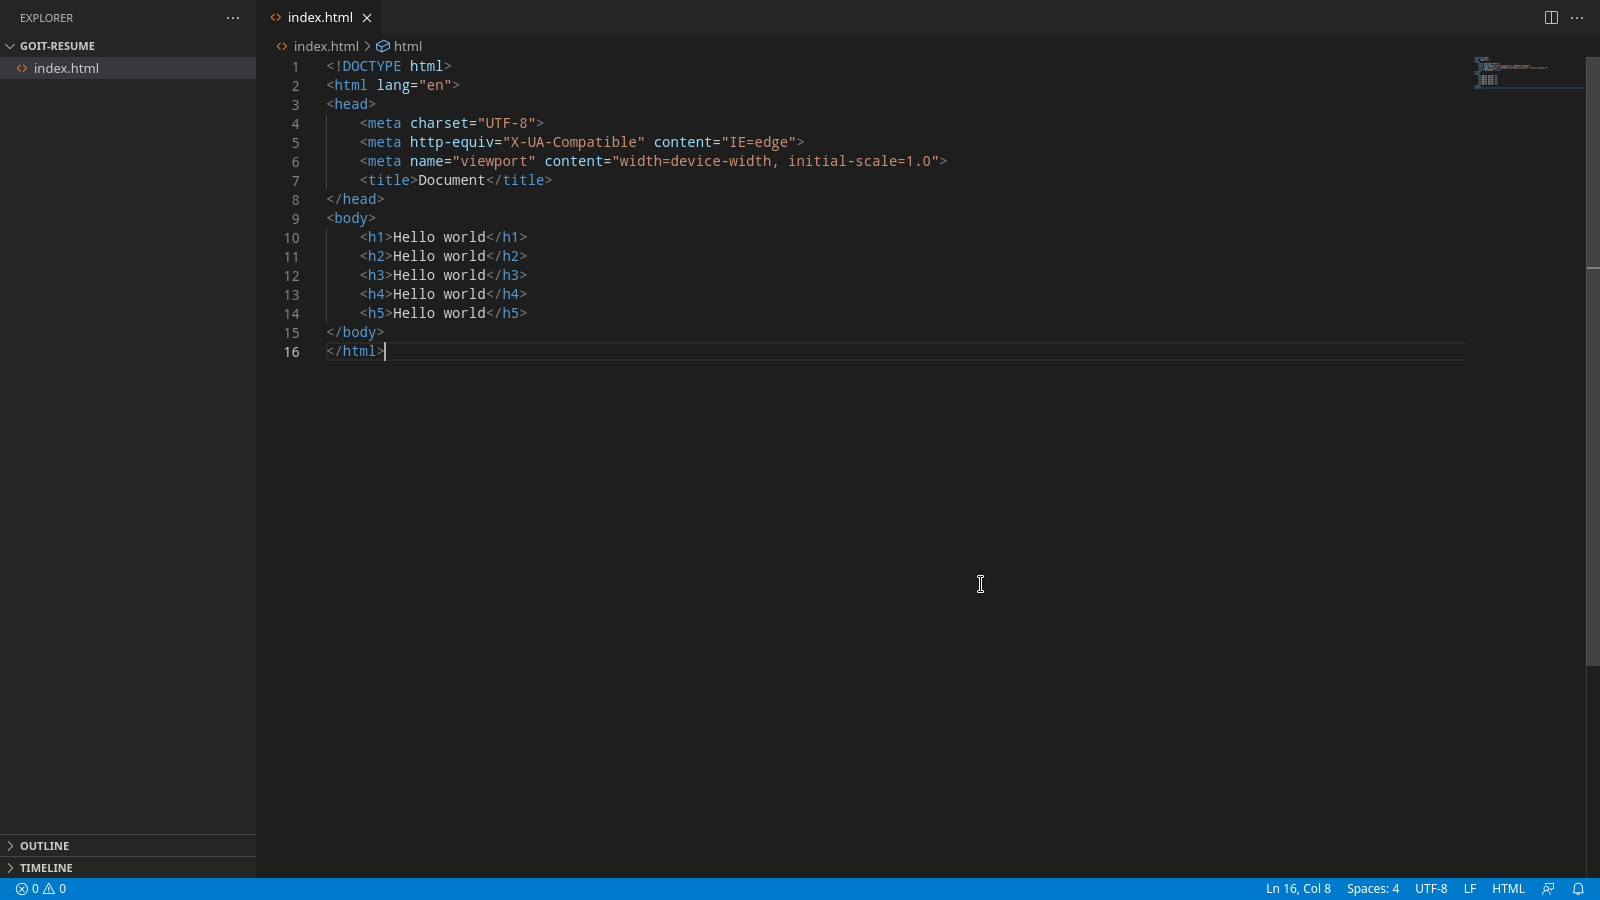 EXPLORER
index.html
GOIT-RESUME
index.html
index.html > html
1 <!DOCTYPE html>
2 <html lang="en">
3 <head>
4     <meta charset="UTF-8">
5     <meta http-equiv="X-UA-Compatible" content="IE=edge">
6     <meta name="viewport" content="width=device-width, initial-scale=1.0">
7     <title>Document</title>
8 </head>
9 <body>
10     <h1>Hello world</h1>
11     <h2>Hello world</h2>
12     <h3>Hello world</h3>
13     <h4>Hello world</h4>
14     <h5>Hello world</h5>
15 </body>
16 </html>
OUTLINE
TIMELINE
0 0
Ln 16, Col 8 Spaces: 4 UTF-8 LF HTML